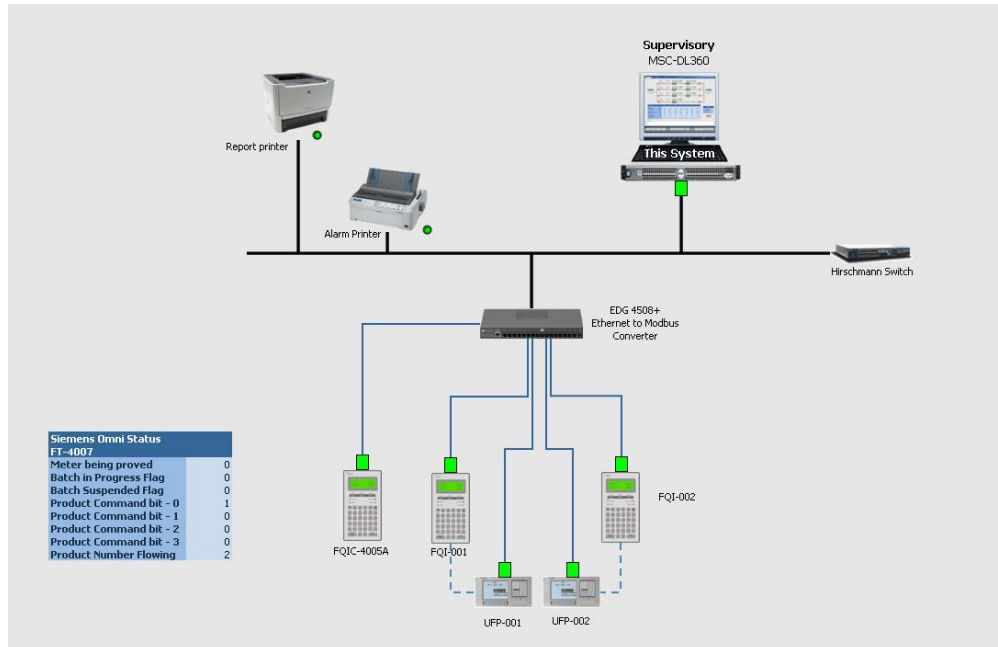 Supervisory
MSC-DL360
This System
Report printer
Alarm Printer
Hirschmann Switch
EDG 4508+
Ethernet to Modbus
Converter
Siemens Omni Status
FT-4007
Meter being proved 0
Batch in Progress Flag 0
Batch Suspended Flag 0
Product Command bit - 0 1
Product Command bit - 1 0
Product Command bit - 2 0
Product Command bit - 3 0
Product Number Flowing 2
FQIC-4005A
FQI-001
FQI-002
UFP-001
UFP-002